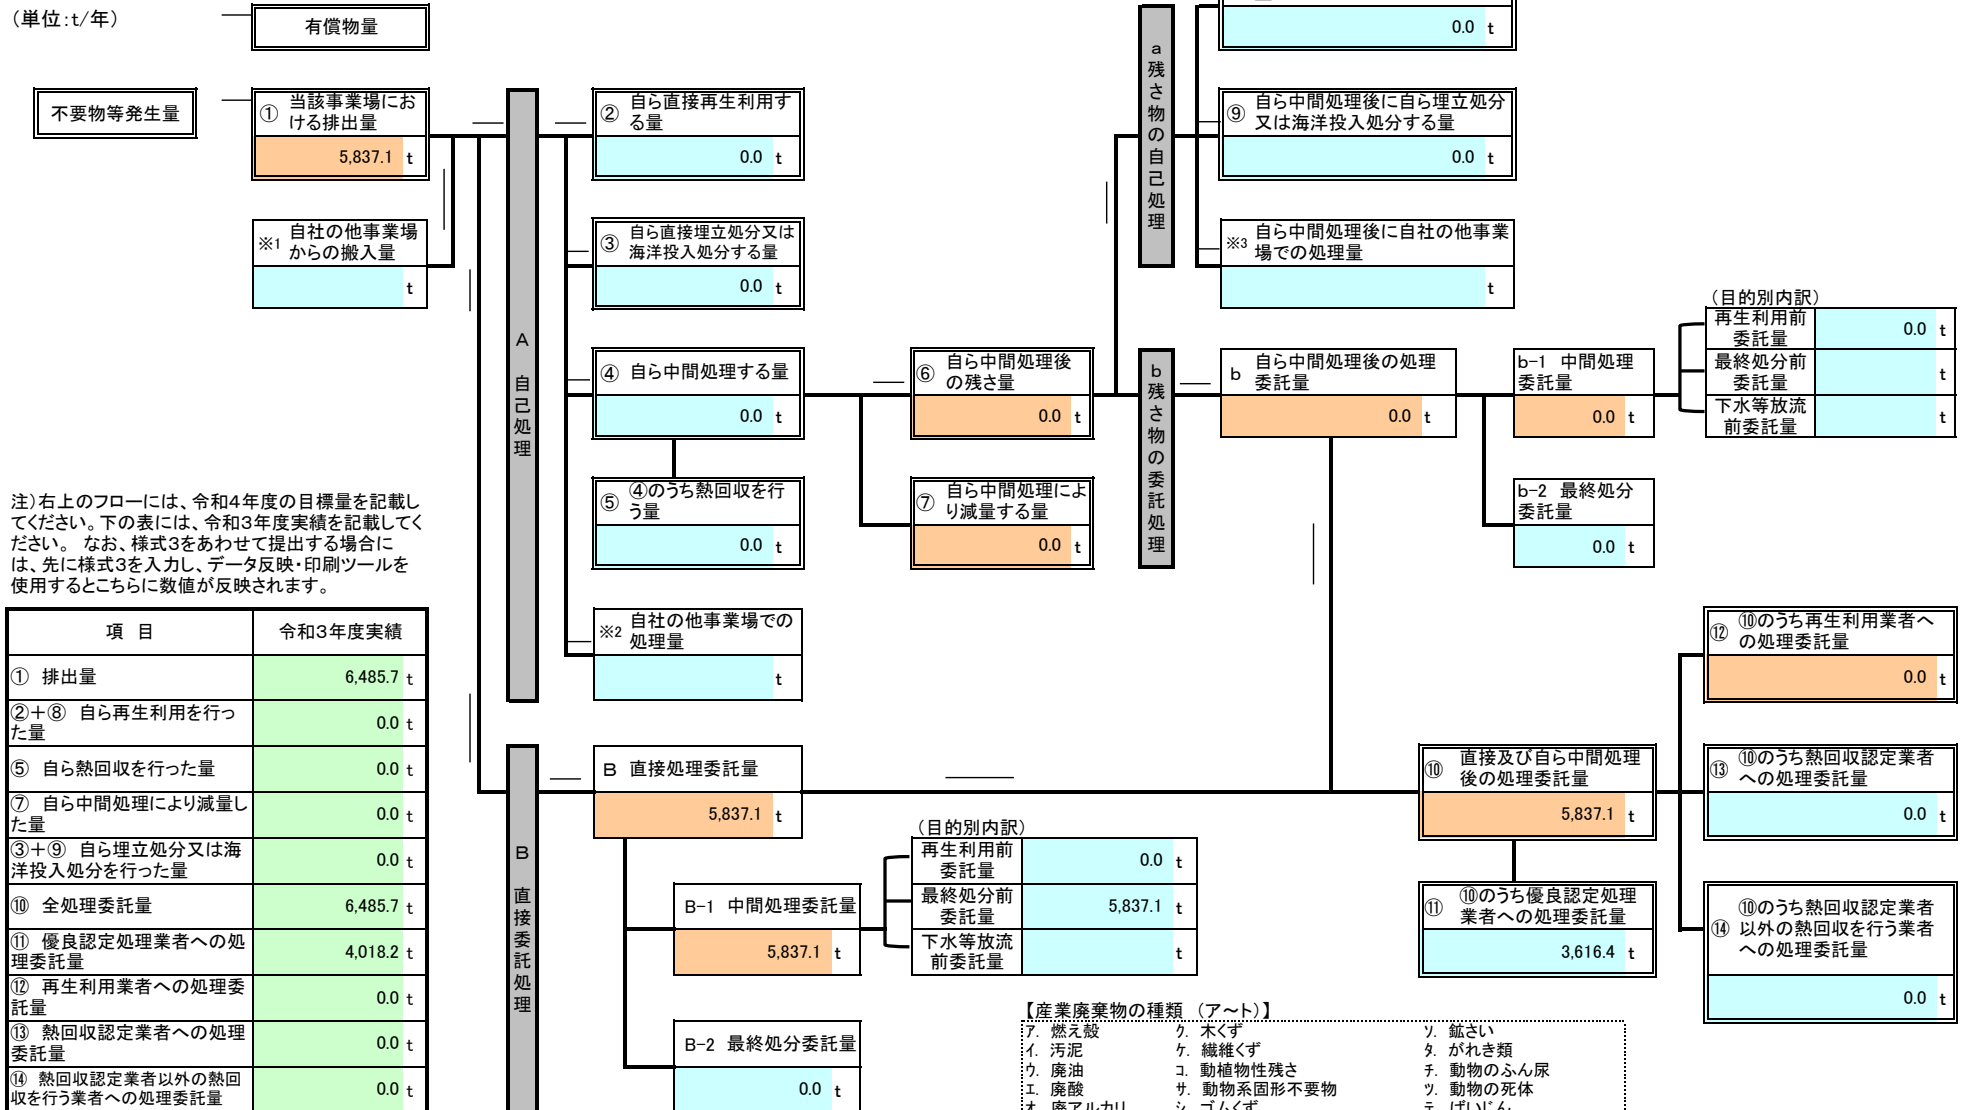 （単位:t/年）
有償物量
不要物等発生量
① 当該事業場にお
ける排出量
5,837.1 t
※1 自社の他事業場
からの搬入量
t
A 自己処理
② 自ら直接再生利用す
る量
0.0 t
③ 自ら直接埋立処分又は
海洋投入処分する量
0.0 t
④ 自ら中間処理する量
0.0 t
⑤ ④のうち熱回収を行
う量
0.0 t
※2 自社の他事業場での
処理量
t
⑥ 自ら中間処理後
の残さ量
0.0 t
⑦ 自ら中間処理によ
り減量する量
0.0 t
a 残さ物の自己処理
0.0 t
⑨ 自ら中間処理後に自ら埋立処分
又は海洋投入処分する量
0.0 t
※3 自ら中間処理後に自社の他事業
場での処理量
t
b 残さ物の委託処理
b 自ら中間処理後の処理
委託量
0.0 t
b-1 中間処理
委託量
0.0 t
b-2 最終処分
委託量
0.0 t
（目的別内訳）
再生利用前
委託量
0.0 t
最終処分前
委託量
t
下水等放流
前委託量
t
注）右上のフローには、令和４年度の目標量を記載し
てください。下の表には、令和３年度実績を記載してく
ださい。 なお、様式３をあわせて提出する場合に
は、先に様式３を入力し、データ反映・印刷ツールを
使用するとこちらに数値が反映されます。
項 目 令和３年度実績
① 排出量 6,485.7 t
②＋⑧ 自ら再生利用を行っ
た量 0.0 t
⑤ 自ら熱回収を行った量 0.0 t
⑦ 自ら中間処理により減量し
た量 0.0 t
③＋⑨ 自ら埋立処分又は海
洋投入処分を行った量 0.0 t
⑩ 全処理委託量 6,485.7 t
⑪ 優良認定処理業者への処
理委託量 4,018.2 t
⑫ 再生利用業者への処理委
託量 0.0 t
⑬ 熱回収認定業者への処理
委託量 0.0 t
⑭ 熱回収認定業者以外の熱回
収を行う業者への処理委託量 0.0 t
B 直接委託処理
B 直接処理委託量
5,837.1 t
B-1 中間処理委託量
5,837.1 t
B-2 最終処分委託量
0.0 t
（目的別内訳）
再生利用前
委託量
0.0 t
最終処分前
委託量
5,837.1 t
下水等放流
前委託量
t
⑩ 直接及び自ら中間処理
後の処理委託量
5,837.1 t
⑪ ⑩のうち優良認定処理
業者への処理委託量
3,616.4 t
⑫ ⑩のうち再生利用業者へ
の処理委託量
0.0 t
⑬ ⑩のうち熱回収認定業者
への処理委託量
0.0 t
⑭ ⑩のうち熱回収認定業者
以外の熱回収を行う業者
への処理委託量
0.0 t
【産業廃棄物の種類 （ア～ト）】
ｱ. 燃え殻 ｸ. 木くず ｿ. 鉱さい
ｲ. 汚泥 ｹ. 繊維くず ﾀ. がれき類
ｳ. 廃油 ｺ. 動植物性残さ ﾁ. 動物のふん尿
ｴ. 廃酸 ｻ. 動物系固形不要物 ﾂ. 動物の死体
ｵ. 廃アルカリ ｼ. ゴムくず ﾃ. ばいじん